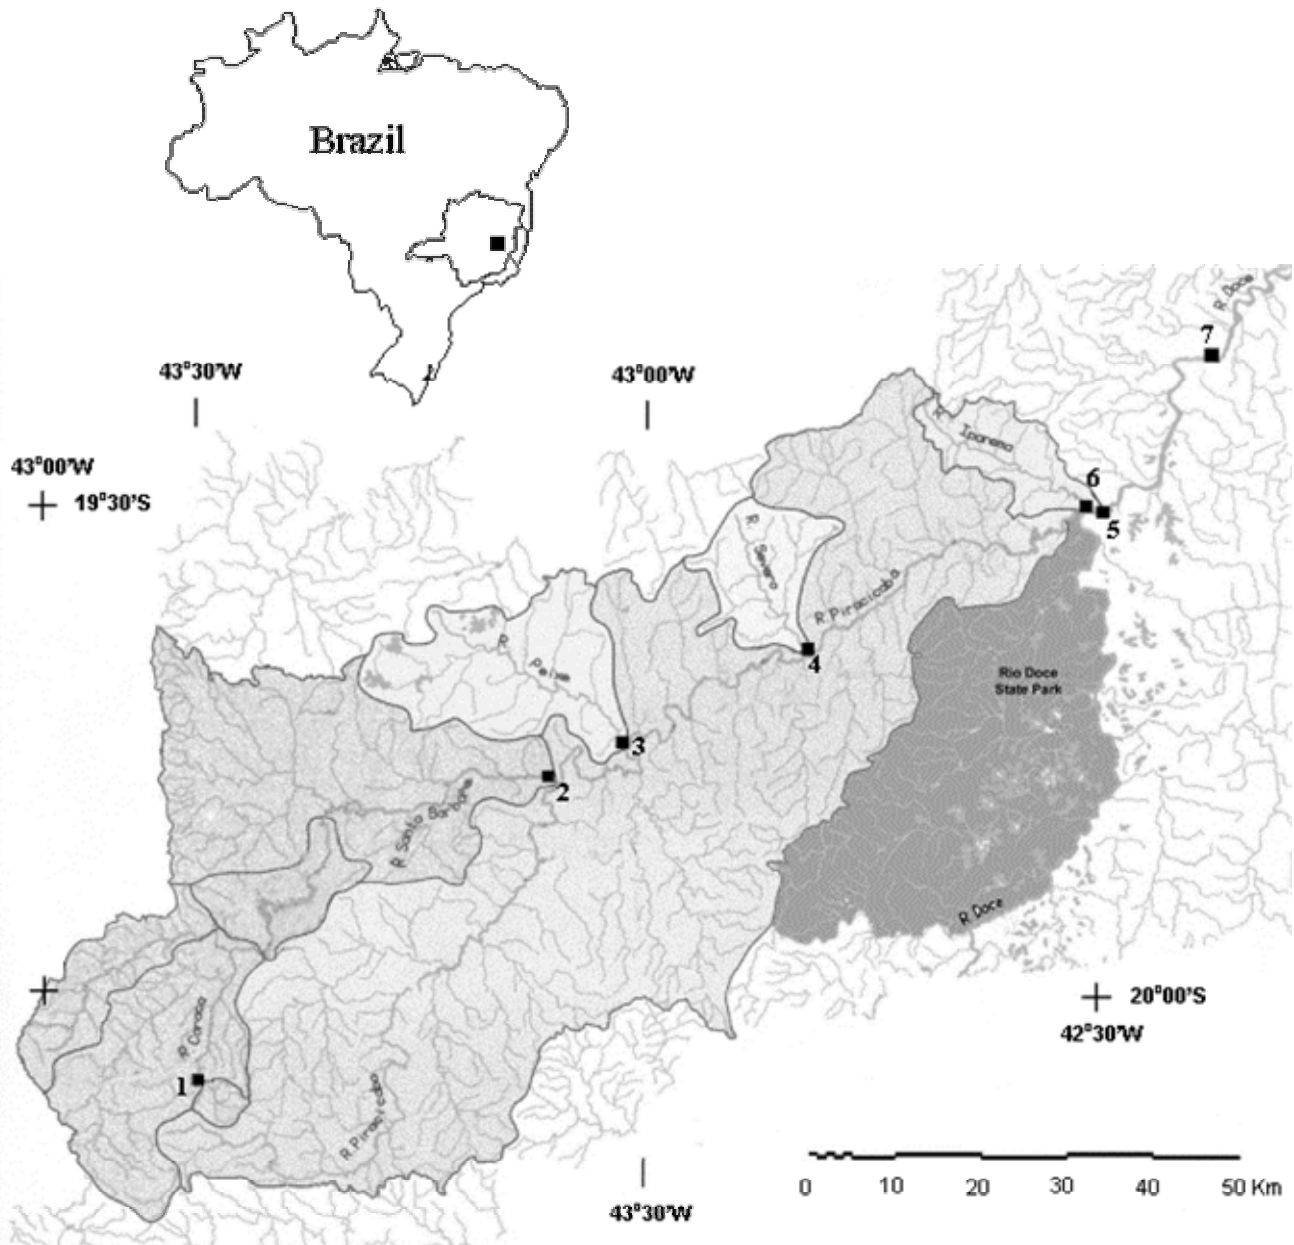 Brazil
R Doce
7
43°30'W
43°00'W
43°00'W
19°30'S
R
Ipanema
6
5
R
Severo
R Piracicaba
4
Rio Doce
State Park
R
Peixe
3
2
R Santa Barbara
R Doce
20°00'S
42°30'W
R Caraca
1
R Piracicaba
43°30'W
0 10 20 30 40 50 Km